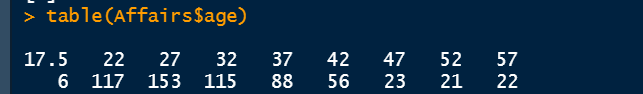 > table(Affairs$age)
17.5 22 27 32 37 42 47 52 57
6 117 153 115 88 56 23 21 22